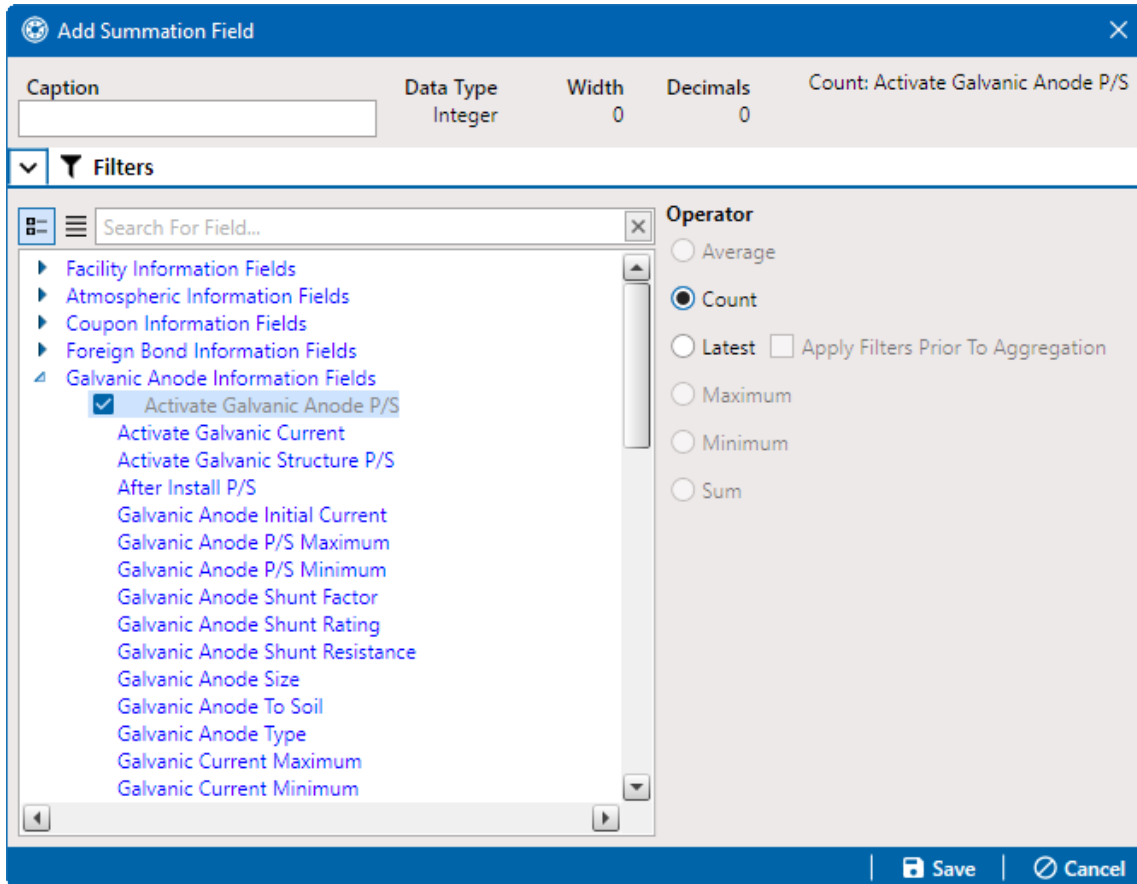 Add Summation Field
Caption Data Type Width Decimals Count: Activate Galvanic Anode P/S
Integer 0 0
Filters
Search For Field... Operator
Facility Information Fields
Atmospheric Information Fields
Coupon Information Fields
Foreign Bond Information Fields
Galvanic Anode Information Fields
Activate Galvanic Anode P/S
Activate Galvanic Current
Activate Galvanic Structure P/S
After Install P/S
Galvanic Anode Initial Current
Galvanic Anode P/S Maximum
Galvanic Anode P/S Minimum
Galvanic Anode Shunt Factor
Galvanic Anode Shunt Rating
Galvanic Anode Shunt Resistance
Galvanic Anode Size
Galvanic Anode To Soil
Galvanic Anode Type
Galvanic Current Maximum
Galvanic Current Minimum
Average
Count
Latest Apply Filters Prior To Aggregation
Maximum
Minimum
Sum
Save Cancel